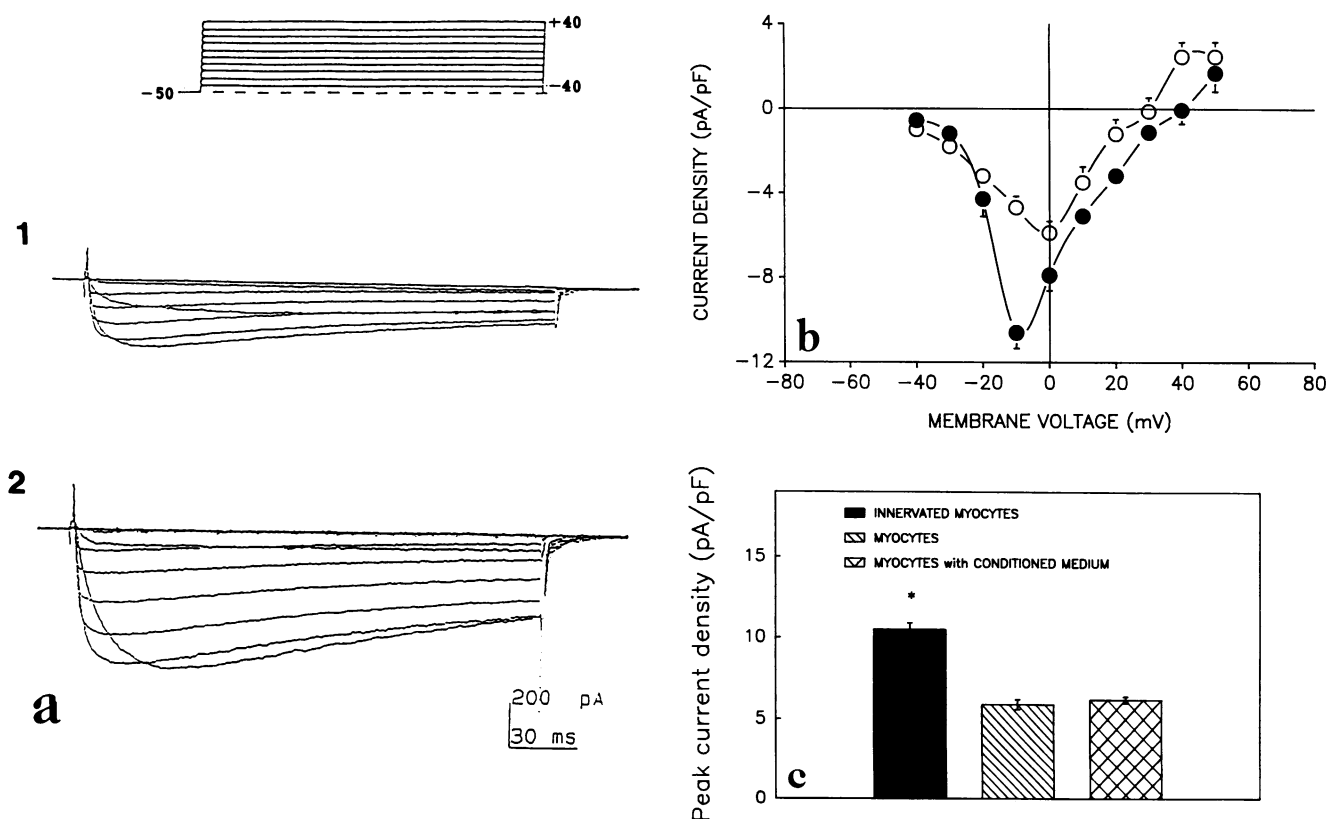 +40
-50
-40
1
2
200 pA
30 ms
a
4
0
-4
-8
-12
CURRENT DENSITY (pA/pF)
b
-80 -60 -40 -20 0 20 40 60 80
MEMBRANE VOLTAGE (mV)
Peak current density (pA/pF)
INNERVATED MYOCYTES
MYOCYTES
MYOCYTES with CONDITIONED MEDIUM
15
10
5
0
*
c